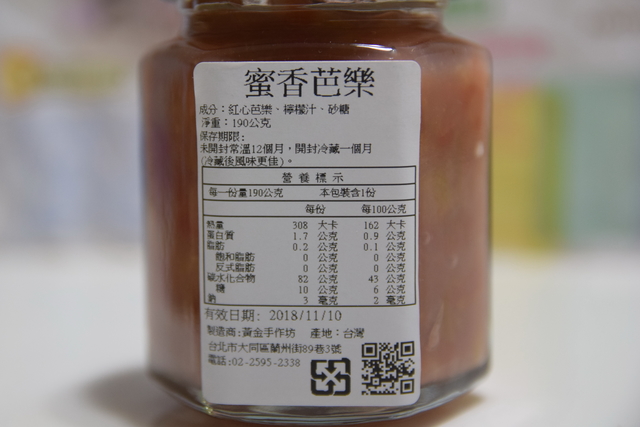 蜜香芭樂
成分：紅心芭樂、檸檬汁、砂糖
淨重：190公克
保存期限:
未開封常溫12個月，開封冷藏一個月
(冷藏後風味更佳)。
營養標示
每一份量190公克 本包裝含1份
每份 每100公克
熱量 308 大卡 162 大卡
蛋白質 1.7 公克 0.9 公克
脂肪 0.2 公克 0.1 公克
飽和脂肪 0 公克 0 公克
反式脂肪 0 公克 0 公克
碳水化合物 82 公克 43 公克
糖 10 公克 6 公克
鈉 3 毫克 2 毫克
有效日期: 2018/11/10
製造商:黃金手作坊 產地:台灣
台北市大同區蘭州街89巷3號
電話:02-2595-2338